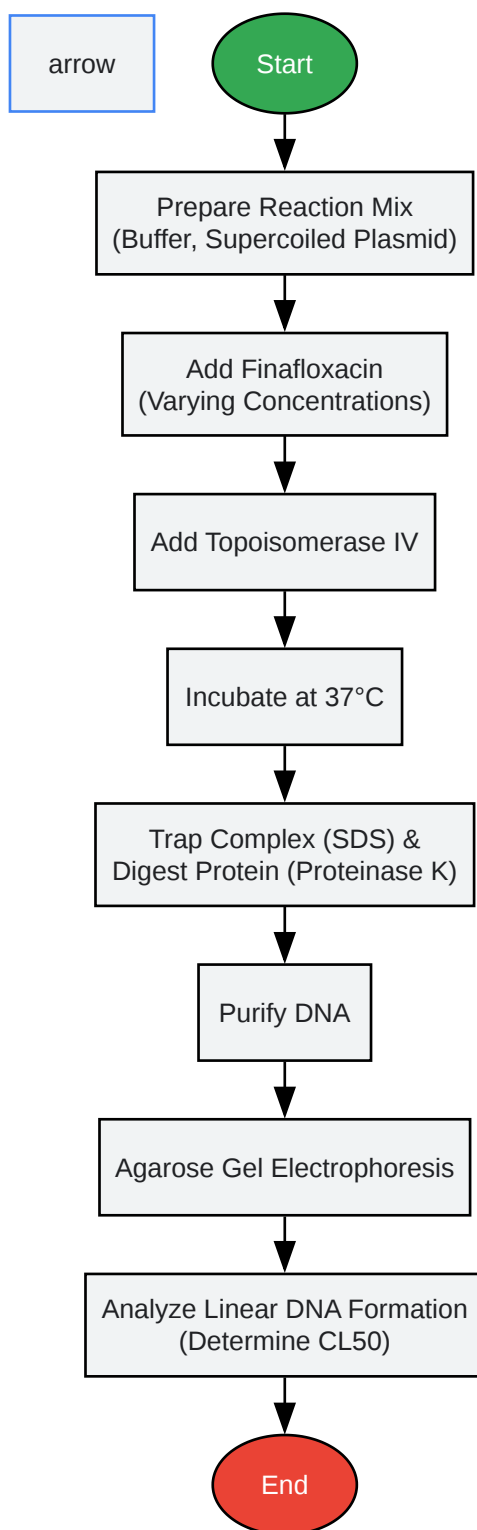 arrow
Start
Prepare Reaction Mix
(Buffer, Supercoiled Plasmid)
Add Finafloxacin
(Varying Concentrations)
Add Topoisomerase IV
Incubate at 37°C
Trap Complex (SDS) &
Digest Protein (Proteinase K)
Purify DNA
Agarose Gel Electrophoresis
Analyze Linear DNA Formation
(Determine CL50)
End